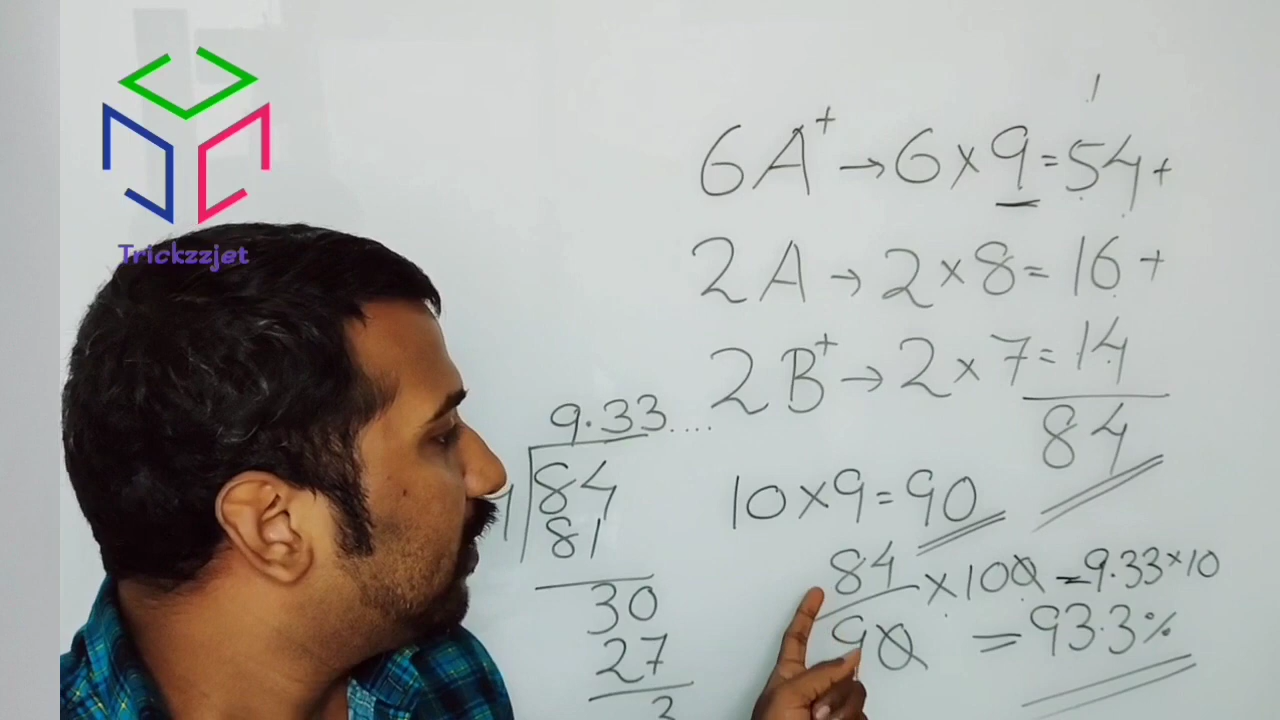 Trickzzjet
6A⁺ → 6 × 9 = 54 +
2A → 2 × 8 = 16 +
2B⁺ → 2 × 7 = 14
84
10 × 9 = 90
84
90
× 100 = 9.33 × 10
= 93.3%
9.33....
84
81
30
27
3